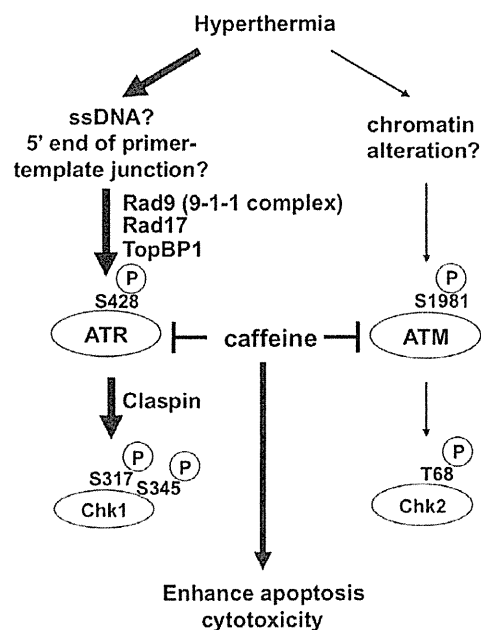 Hyperthermia
ssDNA?
5' end of primer-
template junction?
chromatin
alteration?
Rad9 (9-1-1 complex)
Rad17
TopBP1
P
S428
ATR
caffeine
P
S1981
ATM
Claspin
P
P
S317
S345
Chk1
P
T68
Chk2
Enhance apoptosis
cytotoxicity